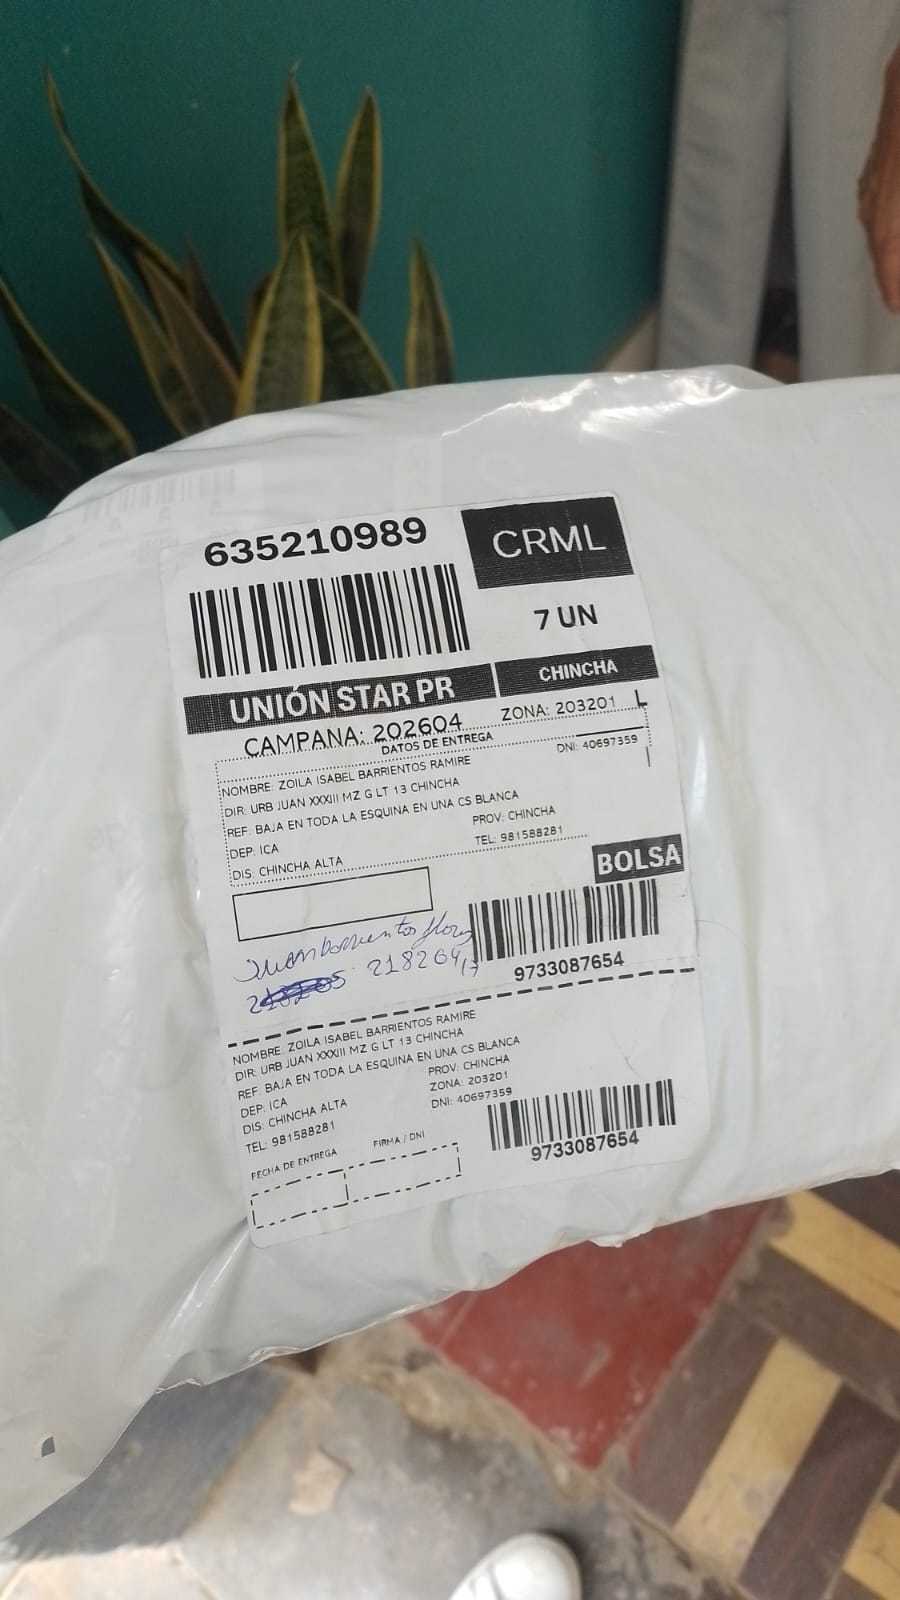 635210989
CRML
7 UN
UNIÓN STAR PR
CHINCHA
CAMPANA: 202604
ZONA: 203201 L
DATOS DE ENTREGA
NOMBRE: ZOILA ISABEL BARRIENTOS RAMIRE
DNI: 40697359
DIR: URB JUAN XXXIII MZ G LT 13 CHINCHA
REF: BAJA EN TODA LA ESQUINA EN UNA CS BLANCA
DEP: ICA
PROV: CHINCHA
DIS: CHINCHA ALTA
TEL: 981588281
BOLSA
Juan barrientos flores
21826417
9733087654
NOMBRE: ZOILA ISABEL BARRIENTOS RAMIRE
DIR: URB JUAN XXXIII MZ G LT 13 CHINCHA
REF: BAJA EN TODA LA ESQUINA EN UNA CS BLANCA
DEP: ICA
PROV: CHINCHA
DIS: CHINCHA ALTA
ZONA: 203201
TEL: 981588281
DNI: 40697359
FECHA DE ENTREGA
FIRMA / DNI
9733087654